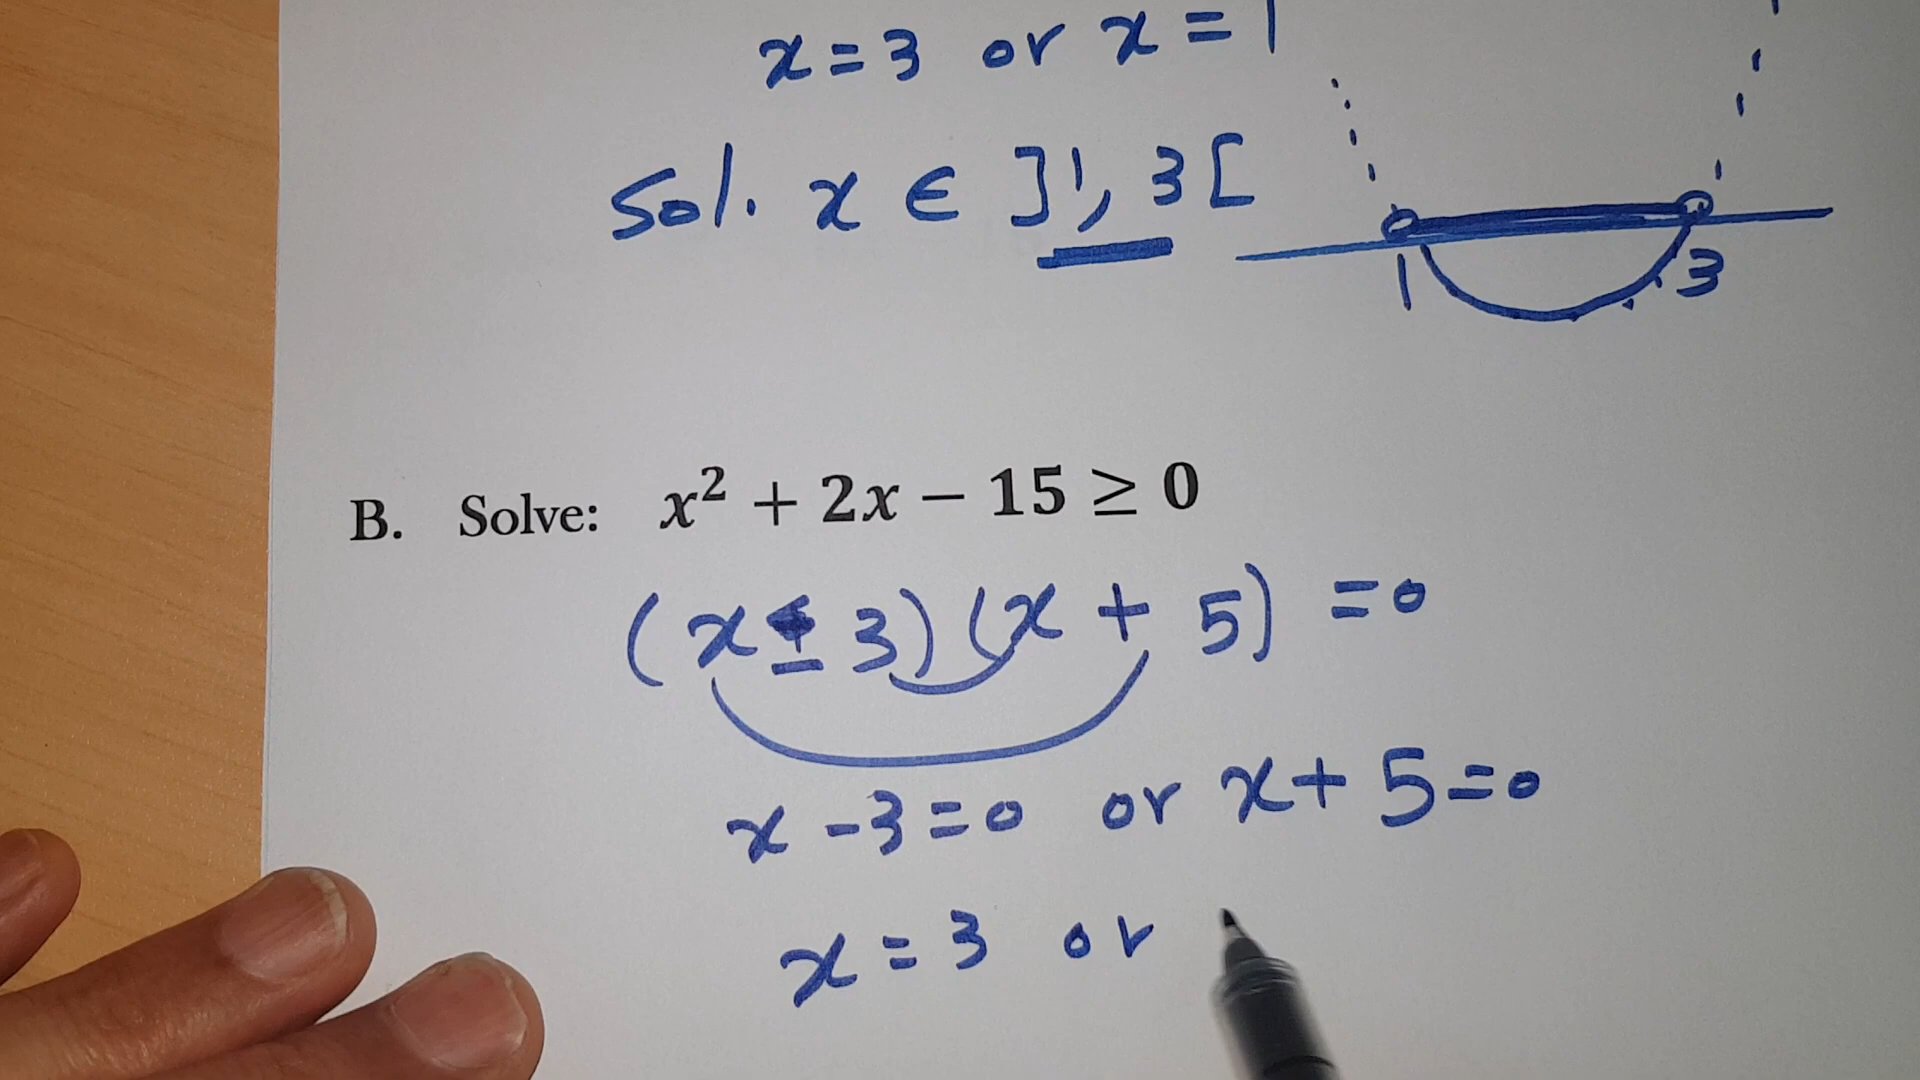 x = 3 or x = 1
Sol. x ∈ ]1, 3[
1 3
B. Solve: x² + 2x − 15 ≥ 0
(x - 3)(x + 5) = 0
x - 3 = 0 or x + 5 = 0
x = 3 or